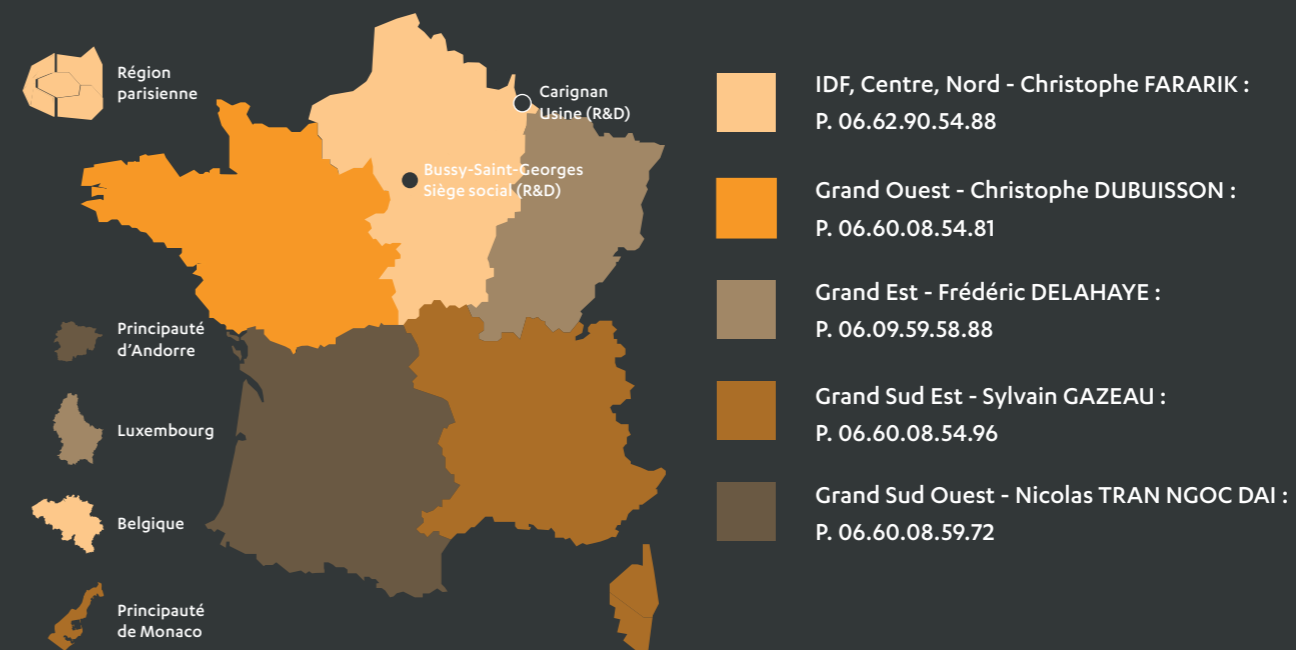 Région
parisienne
Carignan
Usine (R&D)
Bussy-Saint-Georges
Siège social (R&D)
Principauté
d’Andorre
Luxembourg
Belgique
Principauté
de Monaco
IDF, Centre, Nord - Christophe FARARIK :
P. 06.62.90.54.88
Grand Ouest - Christophe DUBUISSON :
P. 06.60.08.54.81
Grand Est - Frédéric DELAHAYE :
P. 06.09.59.58.88
Grand Sud Est - Sylvain GAZEAU :
P. 06.60.08.54.96
Grand Sud Ouest - Nicolas TRAN NGOC DAI :
P. 06.60.08.59.72